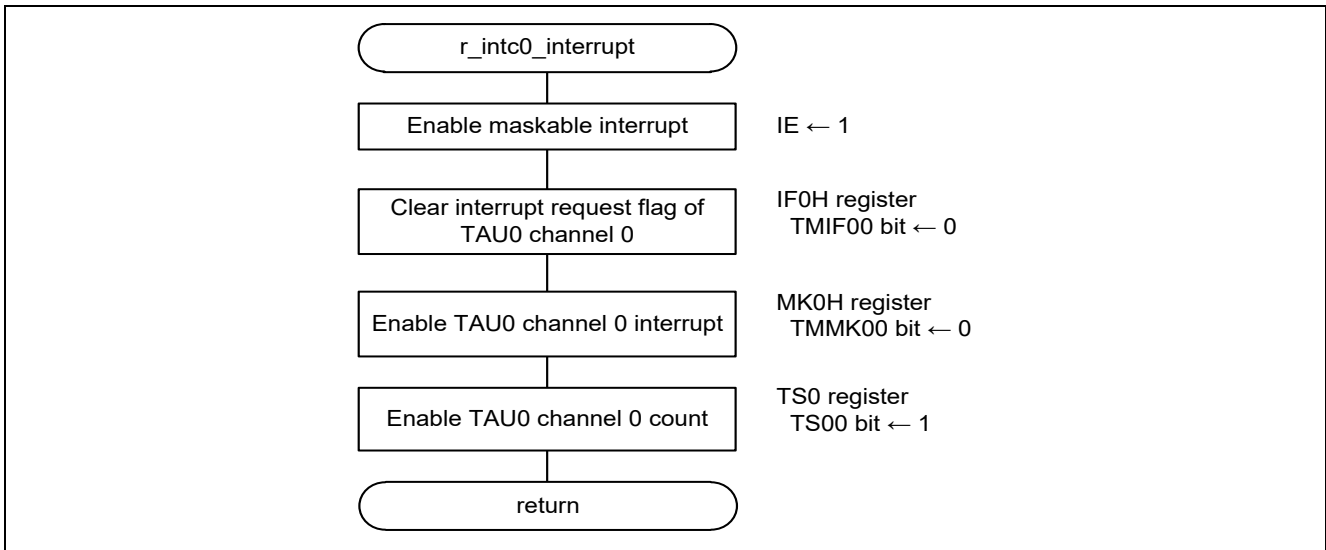 r_intc0_interrupt
Enable maskable interrupt
IE ← 1
Clear interrupt request flag of
TAU0 channel 0
IF0H register
TMIF00 bit ← 0
Enable TAU0 channel 0 interrupt
MK0H register
TMMK00 bit ← 0
Enable TAU0 channel 0 count
TS0 register
TS00 bit ← 1
return